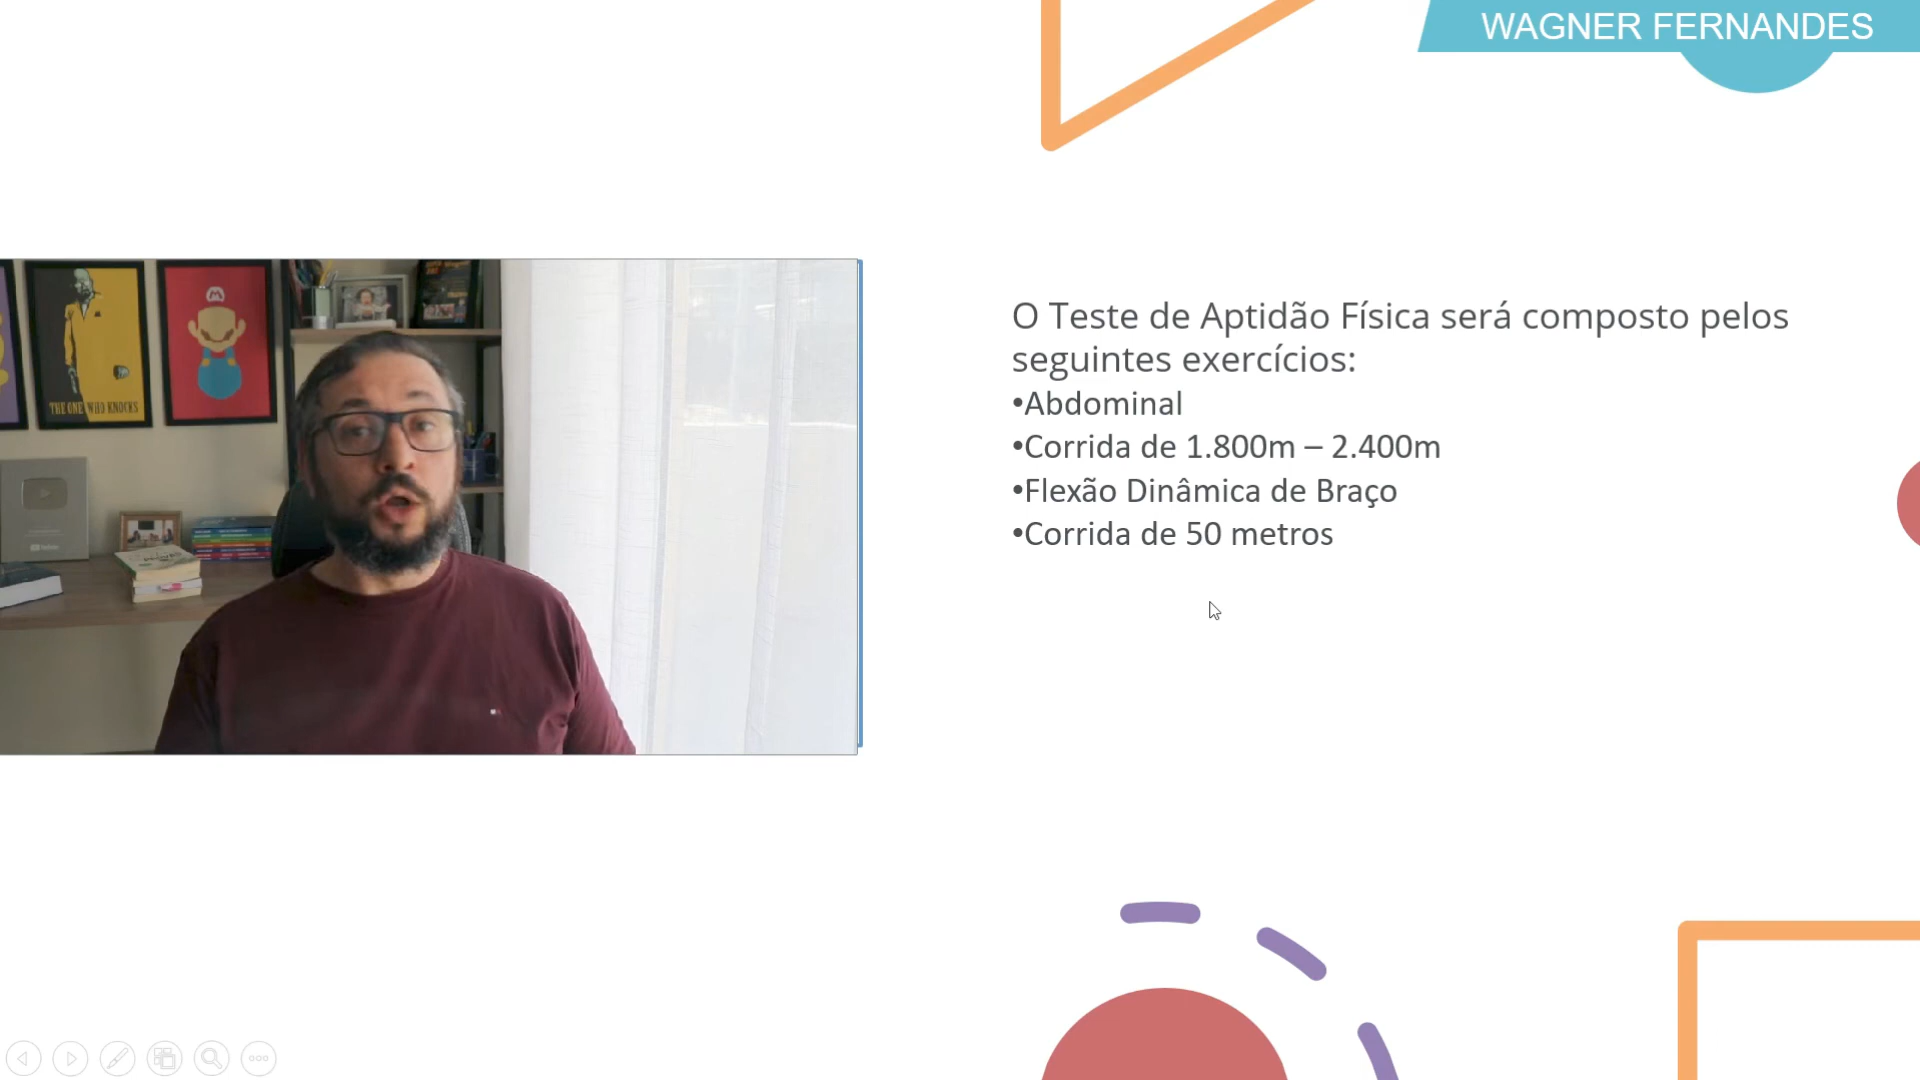 WAGNER FERNANDES
THE ONE WHO KNOCKS
O Teste de Aptidão Física será composto pelos
seguintes exercícios:
•Abdominal
•Corrida de 1.800m – 2.400m
•Flexão Dinâmica de Braço
•Corrida de 50 metros